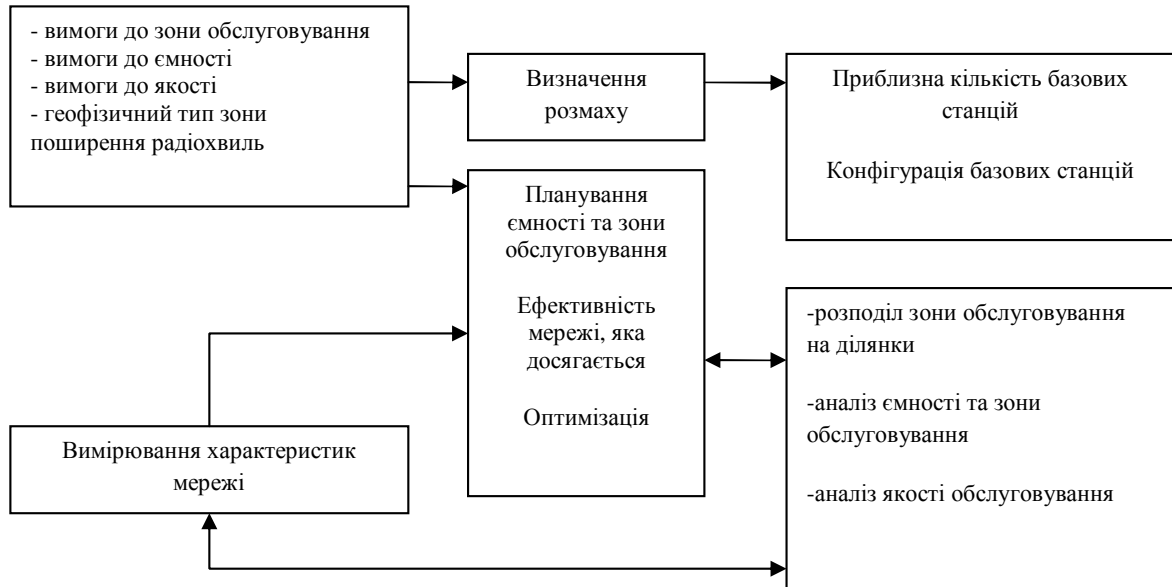 - вимоги до зони обслуговування
- вимоги до ємності
- вимоги до якості
- геофізичний тип зони
поширення радіохвиль
Визначення
розмаху
Приблизна кількість базових
станцій
Конфігурація базових станцій
Планування
ємності та зони
обслуговування
Ефективність
мережі, яка
досягається
Оптимізація
-розподіл зони обслуговування
на ділянки
-аналіз ємності та зони
обслуговування
-аналіз якості обслуговування
Вимірювання характеристик
мережі